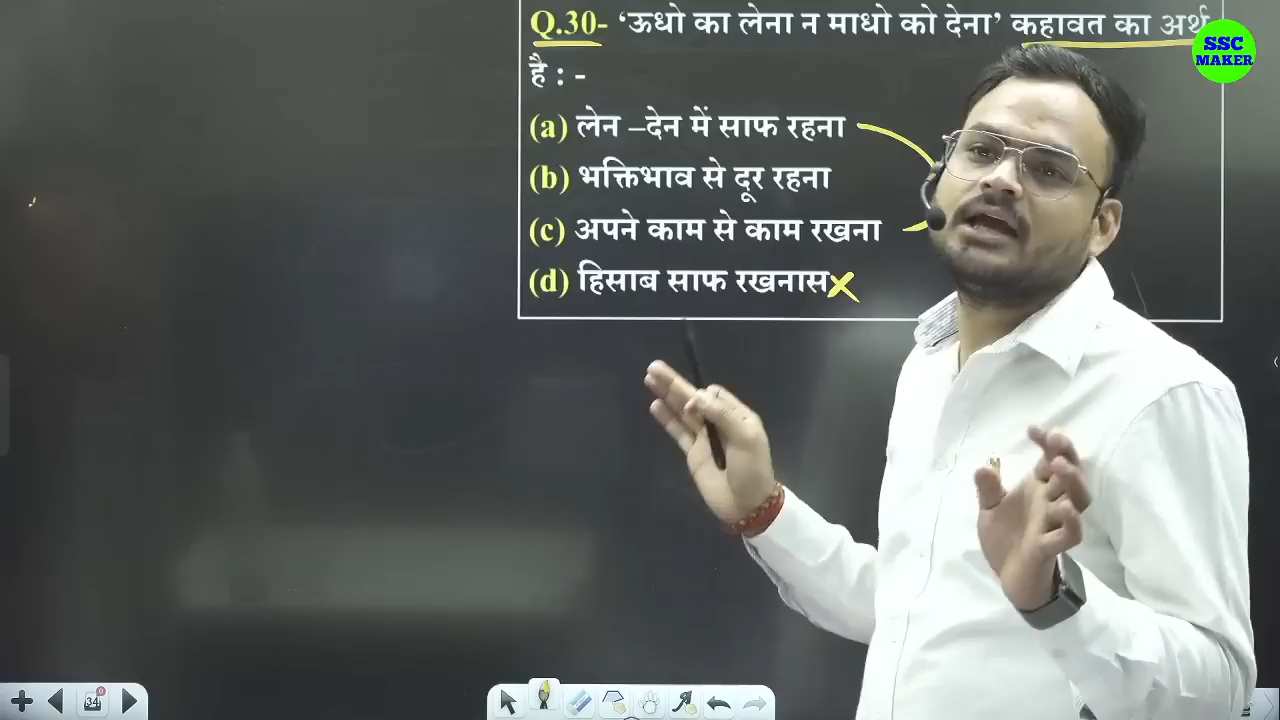 Q.30- ‘ऊधो का लेना न माधो को देना’ कहावत का अर्थ
है : -
(a) लेन –देन में साफ रहना
(b) भक्तिभाव से दूर रहना
(c) अपने काम से काम रखना
(d) हिसाब साफ रखनास
SSC
MAKER
34